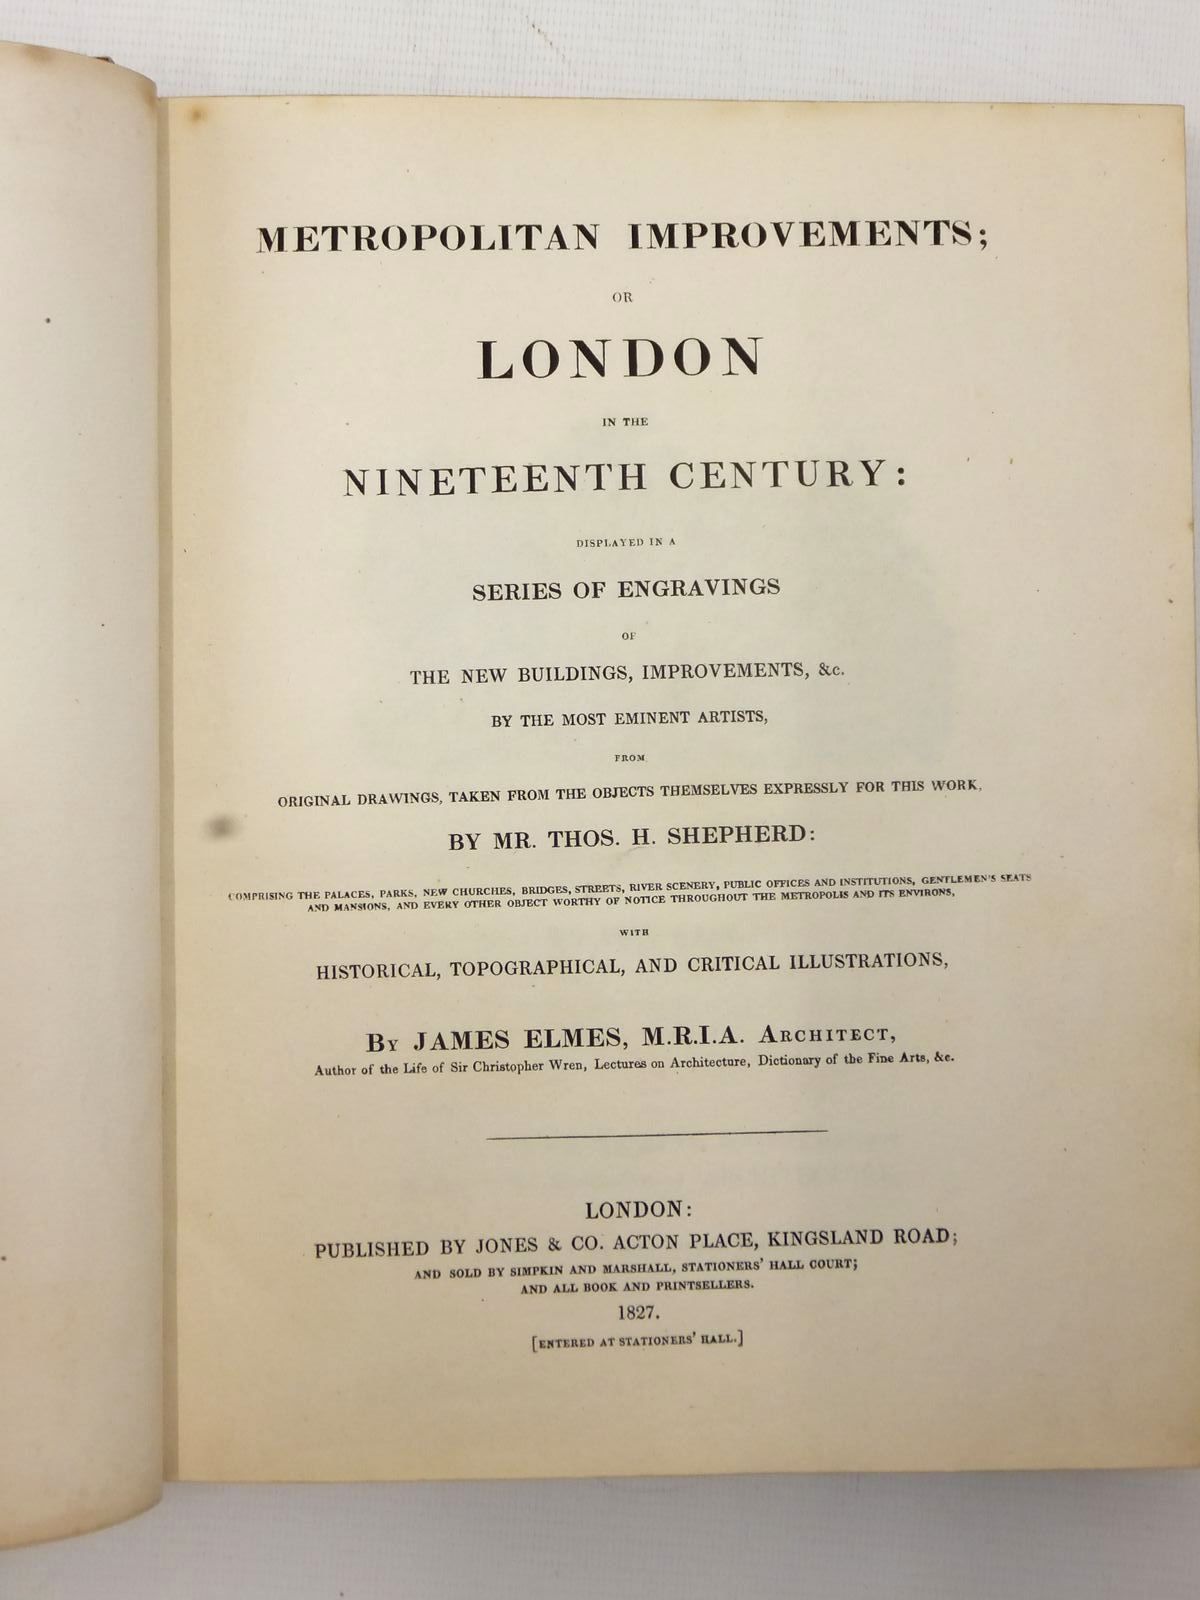 METROPOLITAN IMPROVEMENTS;
OR
LONDON
IN THE
NINETEENTH CENTURY:
DISPLAYED IN A
SERIES OF ENGRAVINGS
OF
THE NEW BUILDINGS, IMPROVEMENTS, &c.
BY THE MOST EMINENT ARTISTS,
FROM
ORIGINAL DRAWINGS, TAKEN FROM THE OBJECTS THEMSELVES EXPRESSLY FOR THIS WORK,
BY MR. THOS. H. SHEPHERD:
COMPRISING THE PALACES, PARKS, NEW CHURCHES, BRIDGES, STREETS, RIVER SCENERY, PUBLIC OFFICES AND INSTITUTIONS, GENTLEMEN'S SEATS
AND MANSIONS, AND EVERY OTHER OBJECT WORTHY OF NOTICE THROUGHOUT THE METROPOLIS AND ITS ENVIRONS,
WITH
HISTORICAL, TOPOGRAPHICAL, AND CRITICAL ILLUSTRATIONS,
BY JAMES ELMES, M.R.I.A. ARCHITECT,
Author of the Life of Sir Christopher Wren, Lectures on Architecture, Dictionary of the Fine Arts, &c.
LONDON:
PUBLISHED BY JONES & CO. ACTON PLACE, KINGSLAND ROAD;
AND SOLD BY SIMPKIN AND MARSHALL, STATIONERS' HALL COURT;
AND ALL BOOK AND PRINTSELLERS.
1827.
[ENTERED AT STATIONERS' HALL.]